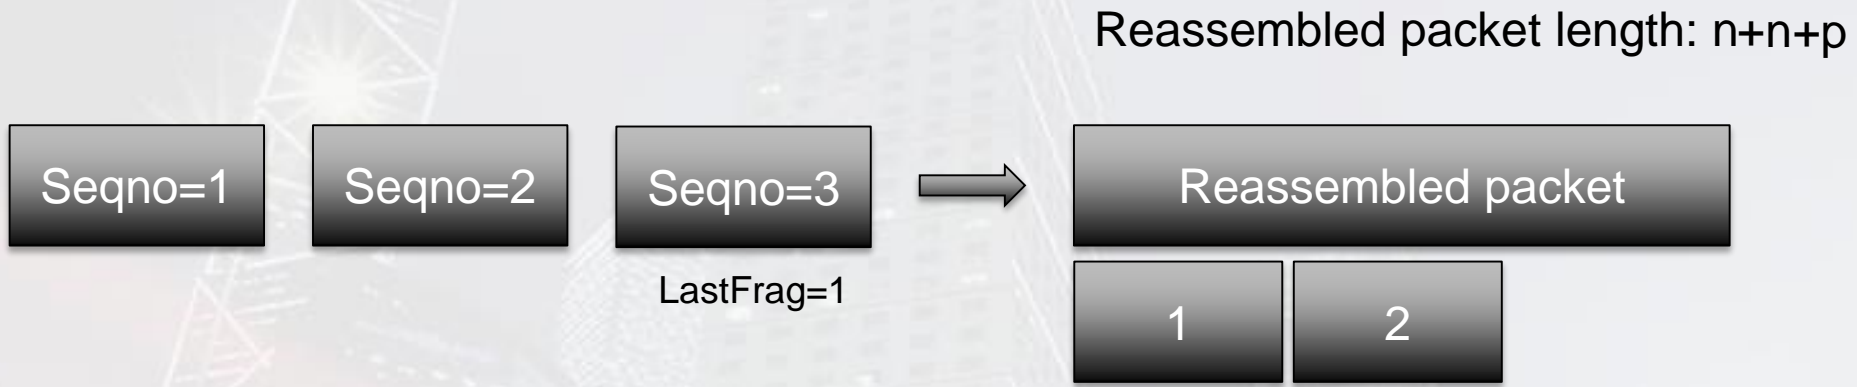 Reassembled packet length: n+n+p
Seqno=1
Seqno=2
Seqno=3
Reassembled packet
LastFrag=1
1
2